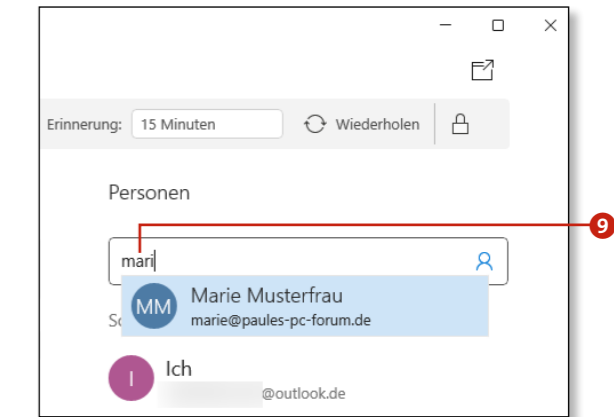 Erinnerung: 15 Minuten Wiederholen
Personen
9
mari
MM Marie Musterfrau
marie@paules-pc-forum.de
I Ich
@outlook.de